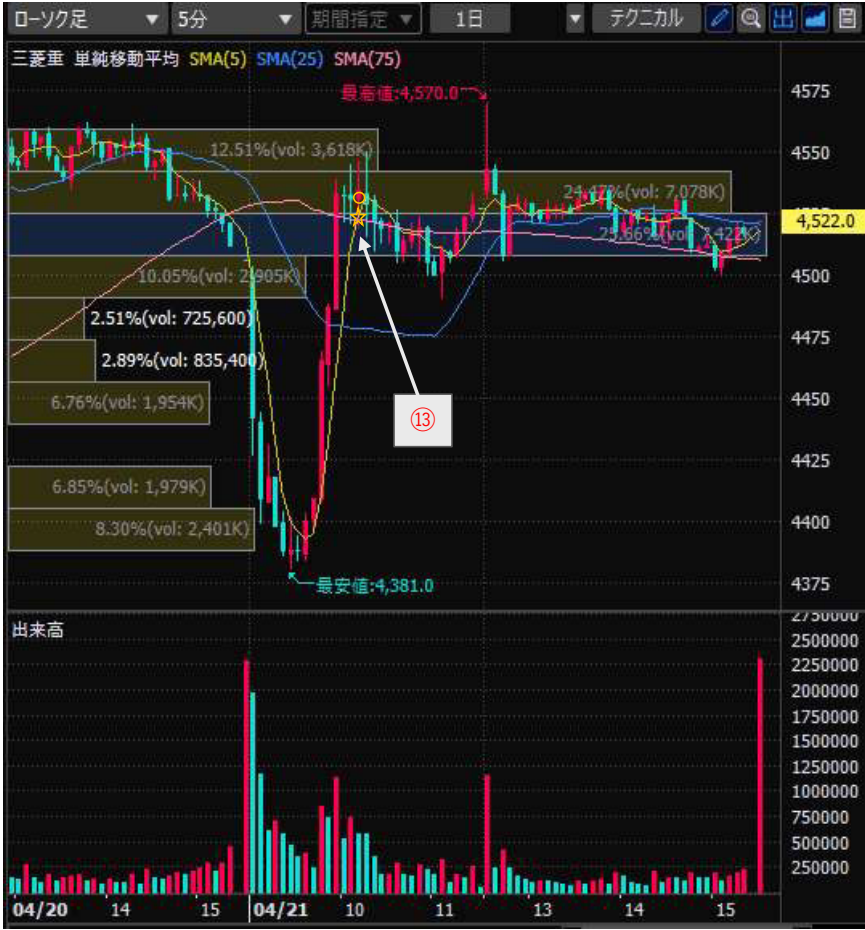 ローソク足 ▼ 5分 ▼ 期間指定 ▼ 1日 ▼ テクニカル
三菱重 単純移動平均 SMA(5) SMA(25) SMA(75)
最高値:4,570.0
4575
12.51%(vol: 3,618K)
4550
24.47%(vol: 7,078K)
4,522.0
25.66%(vol: 7,422K)
10.05%(vol: 2,905K)
4500
2.51%(vol: 725,600)
4475
2.89%(vol: 835,400)
6.76%(vol: 1,954K)
4450
⑬
4425
6.85%(vol: 1,979K)
8.30%(vol: 2,401K)
4400
最安値:4,381.0
4375
出来高
2750000
2500000
2250000
2000000
1750000
1500000
1250000
1000000
750000
500000
250000
04/20 14 15 04/21 10 11 13 14 15